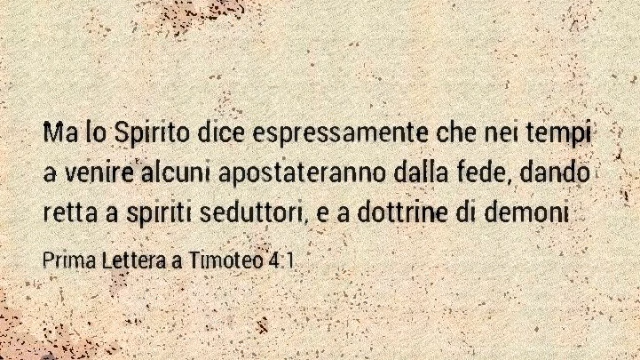 Ma lo Spirito dice espressamente che nei tempi
a venire alcuni apostateranno dalla fede, dando
retta a spiriti seduttori, e a dottrine di demoni
Prima Lettera a Timoteo 4:1